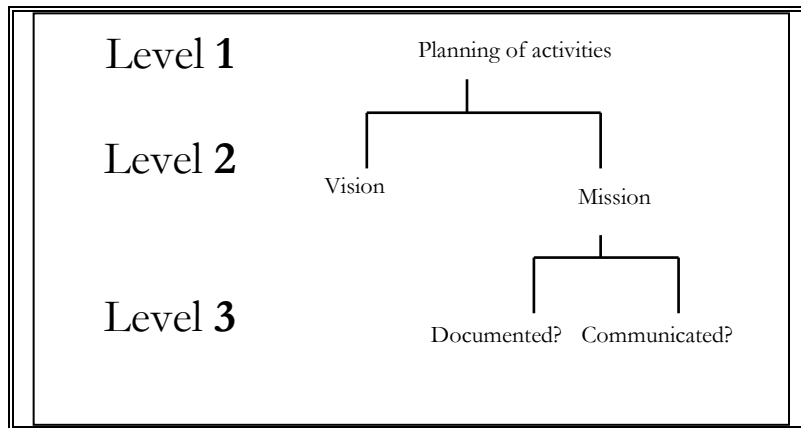 Level 1
Planning of activities
Level 2
Vision
Mission
Level 3
Documented?
Communicated?